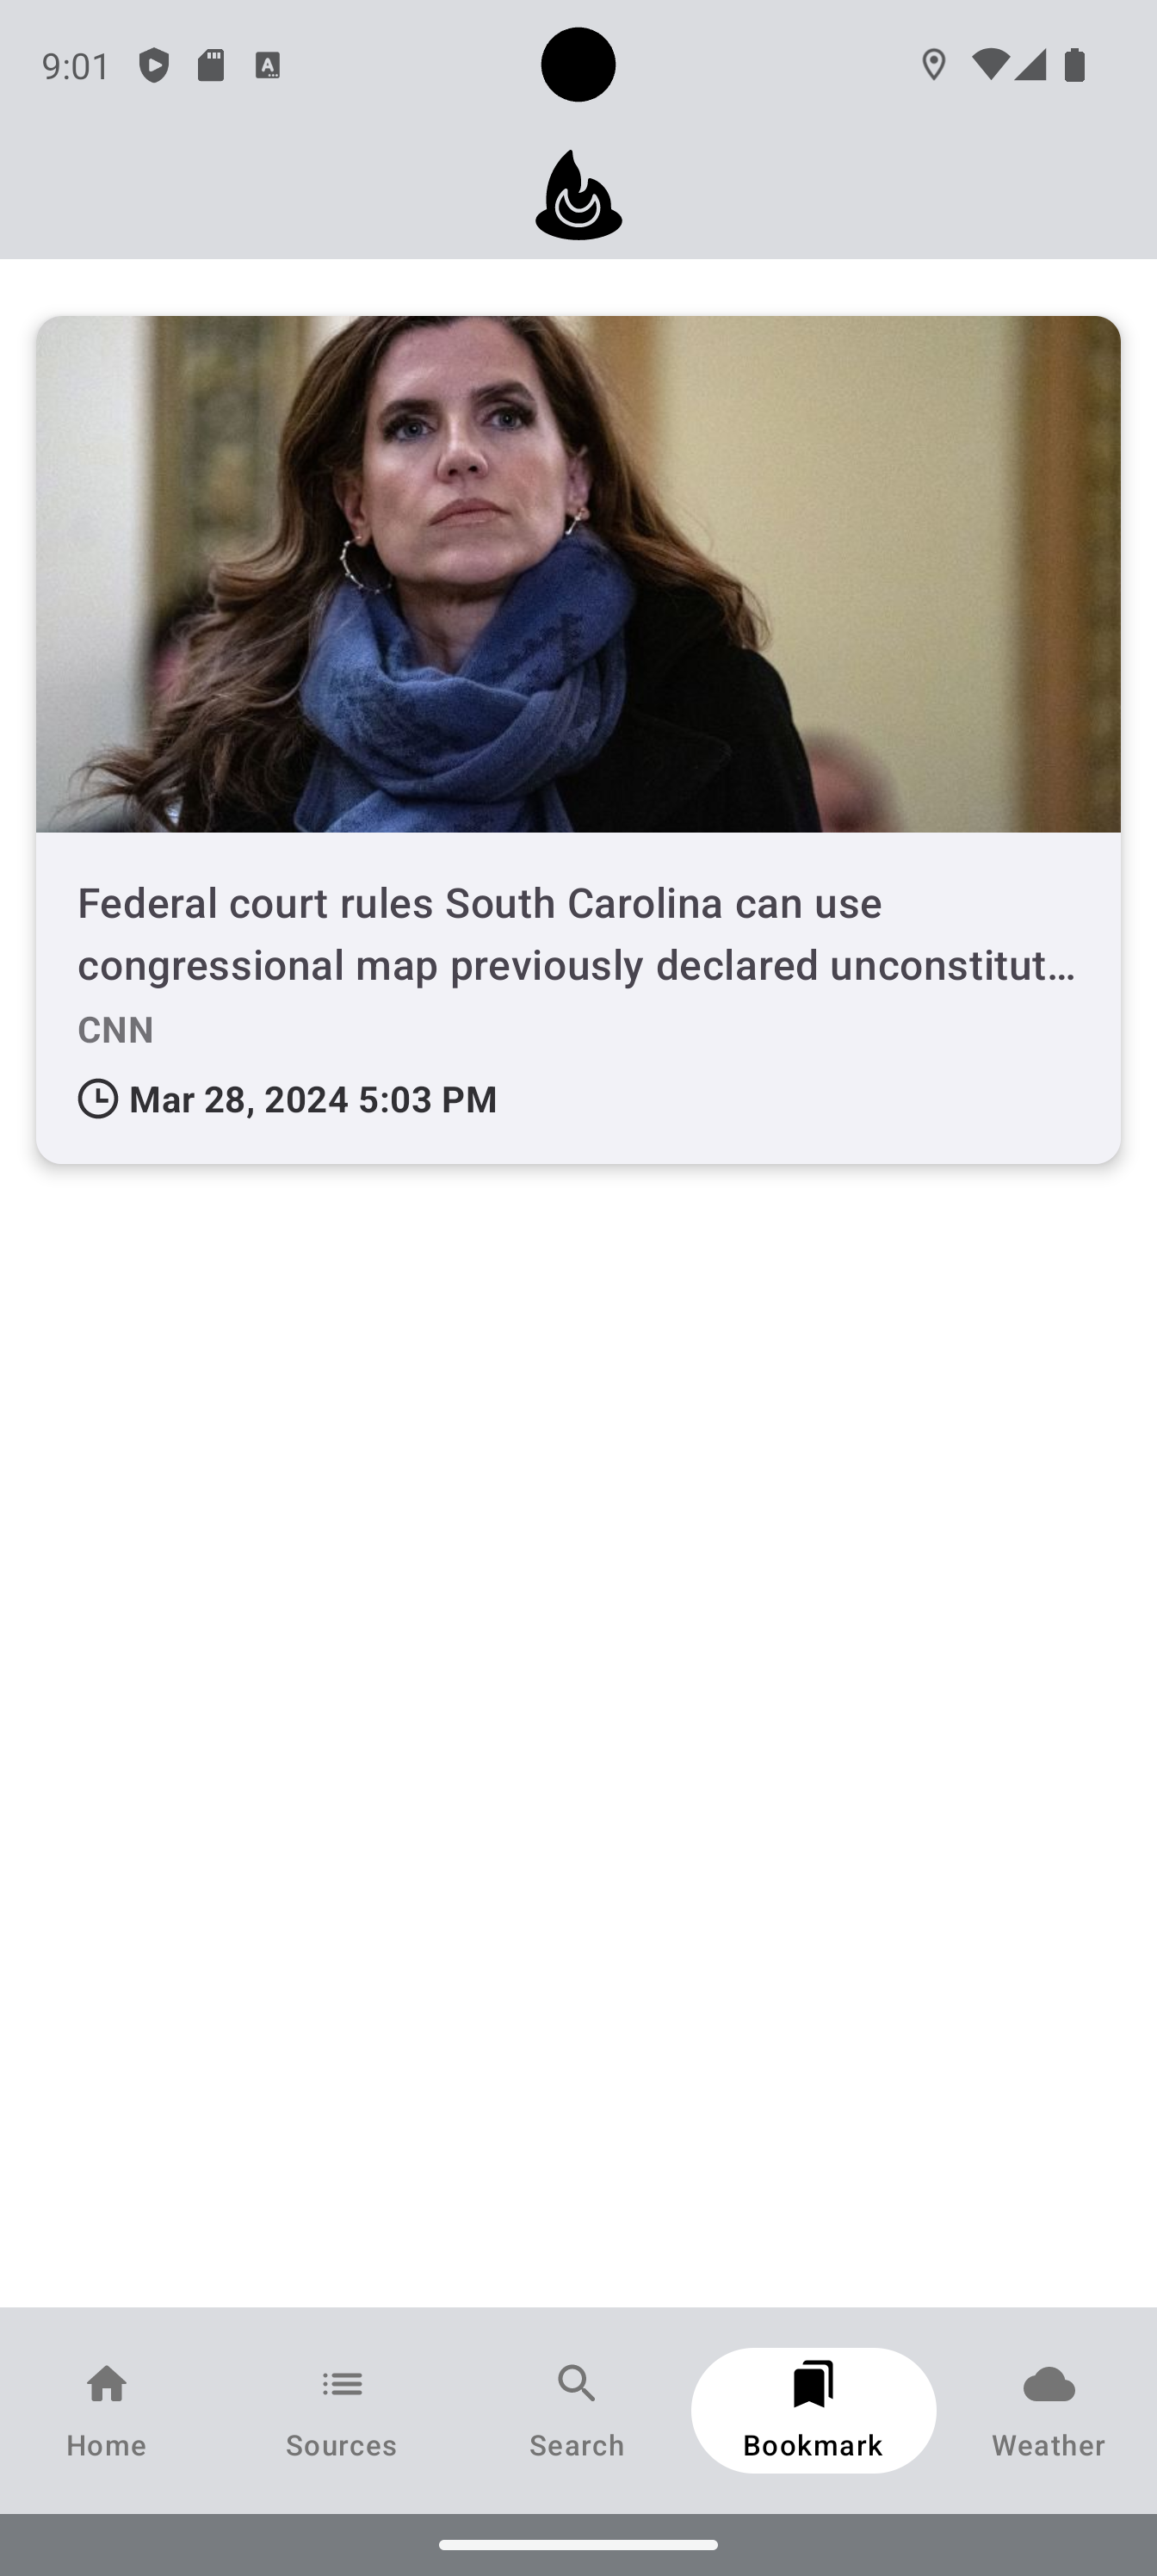 9:01
Federal court rules South Carolina can use
congressional map previously declared unconstitut...
CNN
Mar 28, 2024 5:03 PM
Home
Sources
Search
Bookmark
Weather